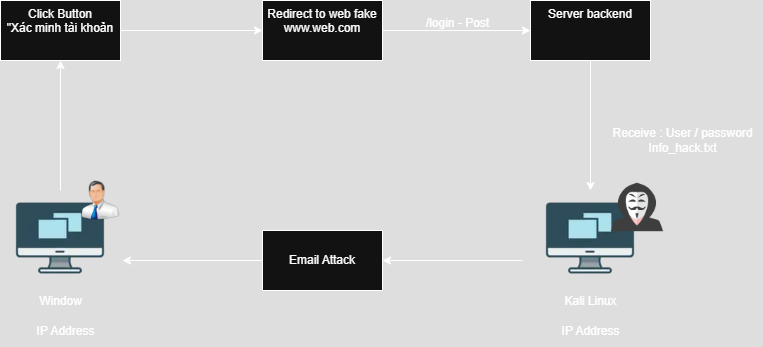 Click Button
"Xác minh tài khoản
Redirect to web fake
www.web.com
/login - Post
Server backend
Receive : User / password
Info_hack.txt
Email Attack
Window
IP Address
Kali Linux
IP Address